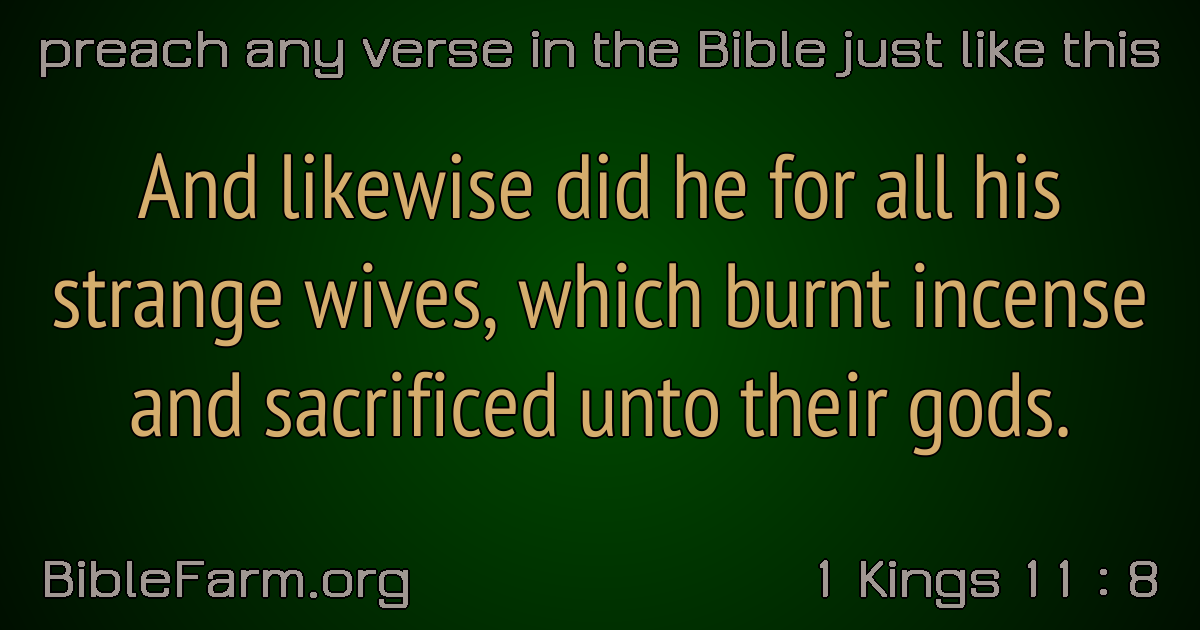 preach any verse in the Bible just like this
And likewise did he for all his
strange wives, which burnt incense
and sacrificed unto their gods.
BibleFarm.org
1 Kings 11 : 8